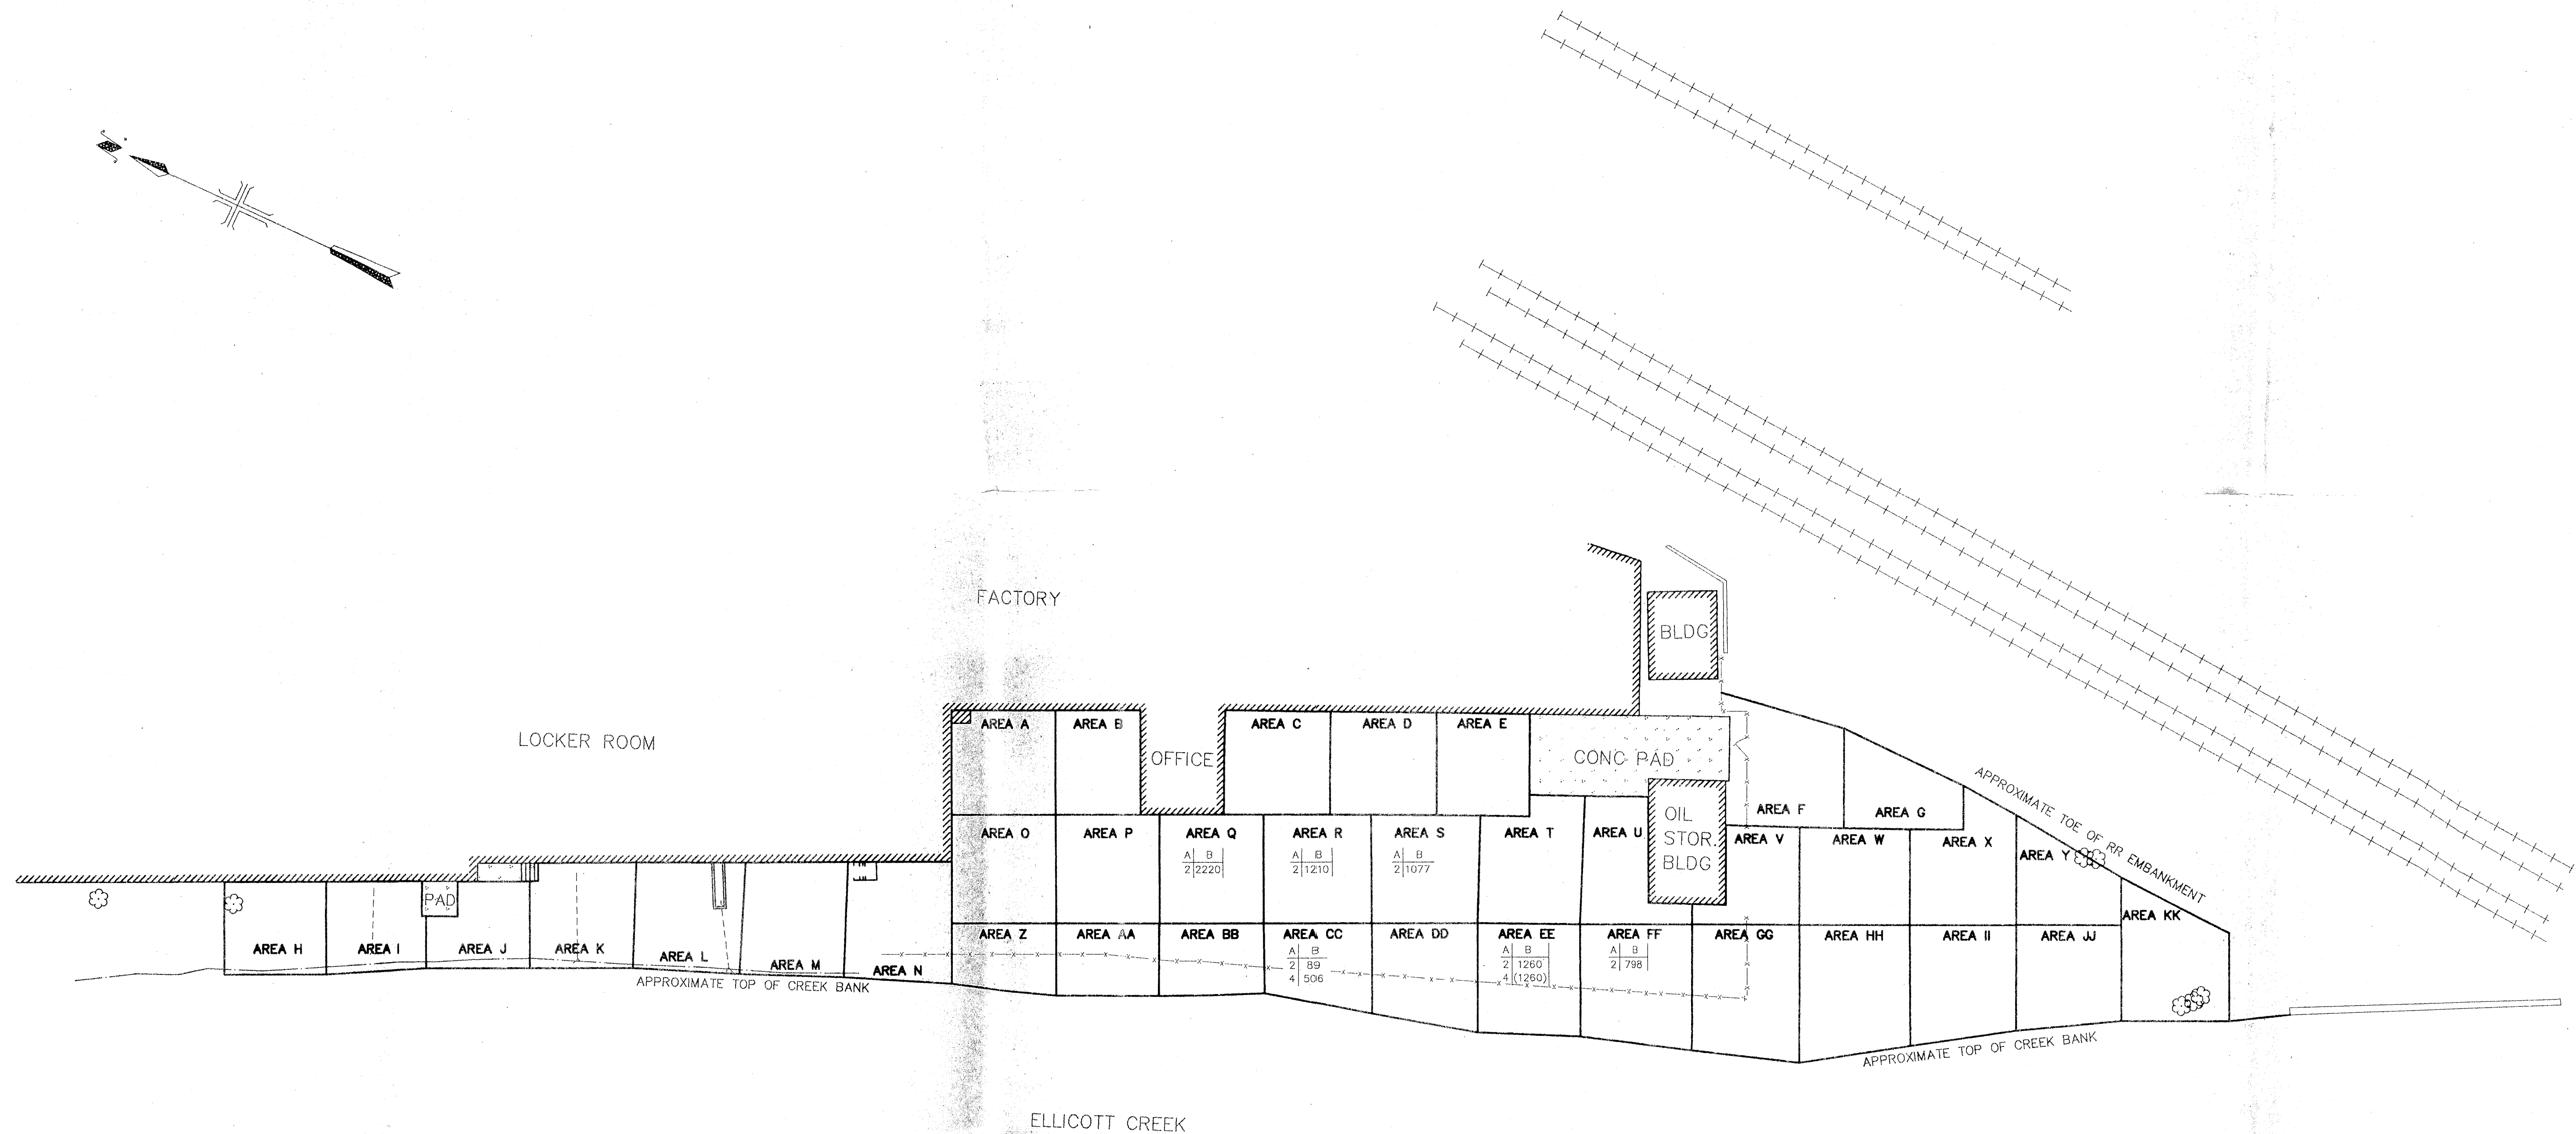 N
FACTORY
BLDG
LOCKER ROOM
AREA A
AREA B
OFFICE
AREA C
AREA D
AREA E
CONC PAD
AREA F
AREA G
APPROXIMATE TOE OF RR EMBANKMENT
AREA O
AREA P
AREA Q
A B
2 2220
AREA R
A B
2 1210
AREA S
A B
2 1077
AREA T
AREA U
OIL
STOR.
BLDG
AREA V
AREA W
AREA X
AREA Y
AREA KK
PAD
AREA H
AREA I
AREA J
AREA K
AREA L
AREA M
AREA N
AREA Z
AREA AA
AREA BB
AREA CC
A B
2 89
4 506
AREA DD
AREA EE
A B
2 1260
4 (1260)
AREA FF
A B
2 798
AREA GG
AREA HH
AREA II
AREA JJ
APPROXIMATE TOP OF CREEK BANK
APPROXIMATE TOP OF CREEK BANK
ELLICOTT CREEK